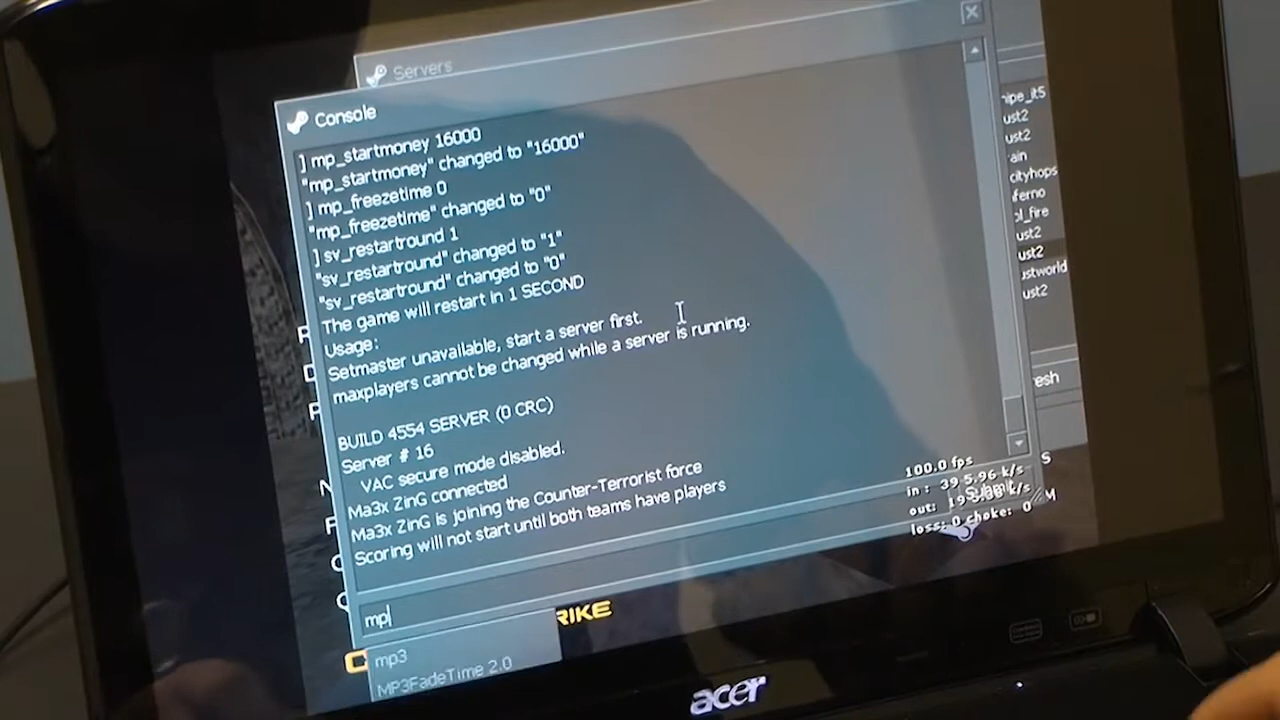 Servers
Console
] mp_startmoney 16000
"mp_startmoney" changed to "16000"
] mp_freezetime 0
"mp_freezetime" changed to "0"
] sv_restartround 1
"sv_restartround" changed to "1"
"sv_restartround" changed to "0"
The game will restart in 1 SECOND
Usage:
Setmaster unavailable, start a server first.
maxplayers cannot be changed while a server is running.
BUILD 4554 SERVER (0 CRC)
Server # 16
VAC secure mode disabled.
Ma3x ZinG connected
Ma3x ZinG is joining the Counter-Terrorist force
Scoring will not start until both teams have players
mp
mp3
MP3FadeTime 2.0
ust2
ust2
ain
cityhops
ferno
ol_fire
ust2
ust2
ustworld
ust2
esh
100.0 fps
in :
k/s
out:
k/s
loss: 0 choke: 0
Submit
S
M
RIKE
C
acer